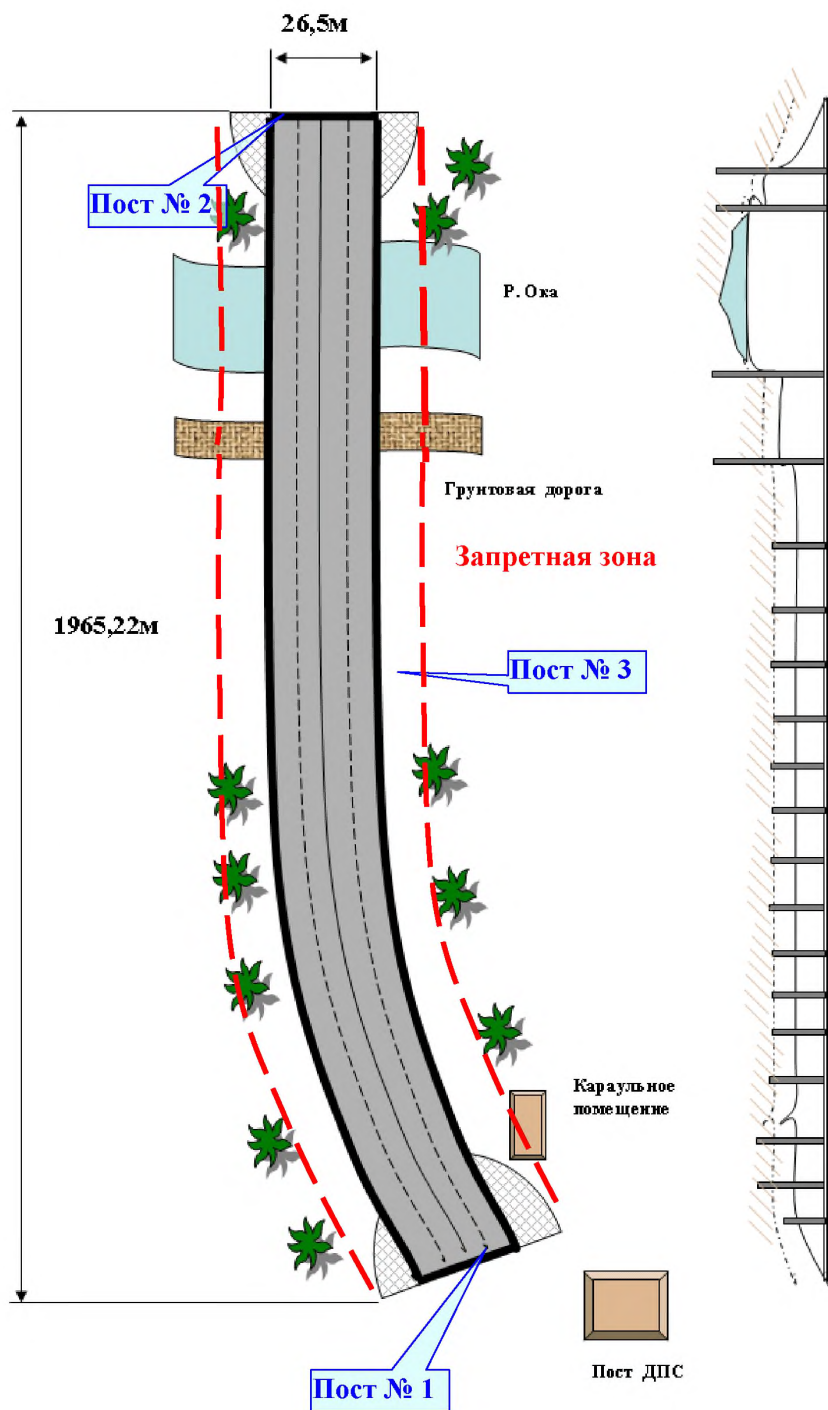 26,5м
Пост № 2
Р. Ока
Грунтовая дорога
Запретная зона
1965,22м
Пост № 3
Караульное
помещение
Пост ДПС
Пост № 1